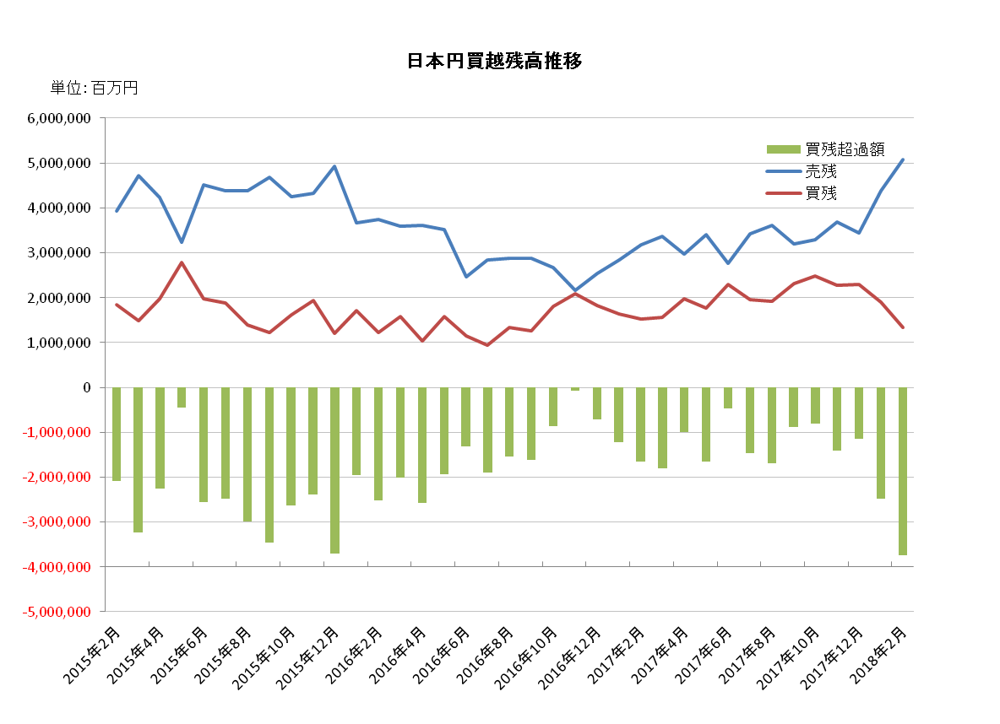 日本円買越残高推移
単位：百万円
6,000,000
5,000,000
4,000,000
3,000,000
2,000,000
1,000,000
0
-1,000,000
-2,000,000
-3,000,000
-4,000,000
-5,000,000
買残超過額
売残
買残
2015年2月
2015年4月
2015年6月
2015年8月
2015年10月
2015年12月
2016年2月
2016年4月
2016年6月
2016年8月
2016年10月
2016年12月
2017年2月
2017年4月
2017年6月
2017年8月
2017年10月
2017年12月
2018年2月